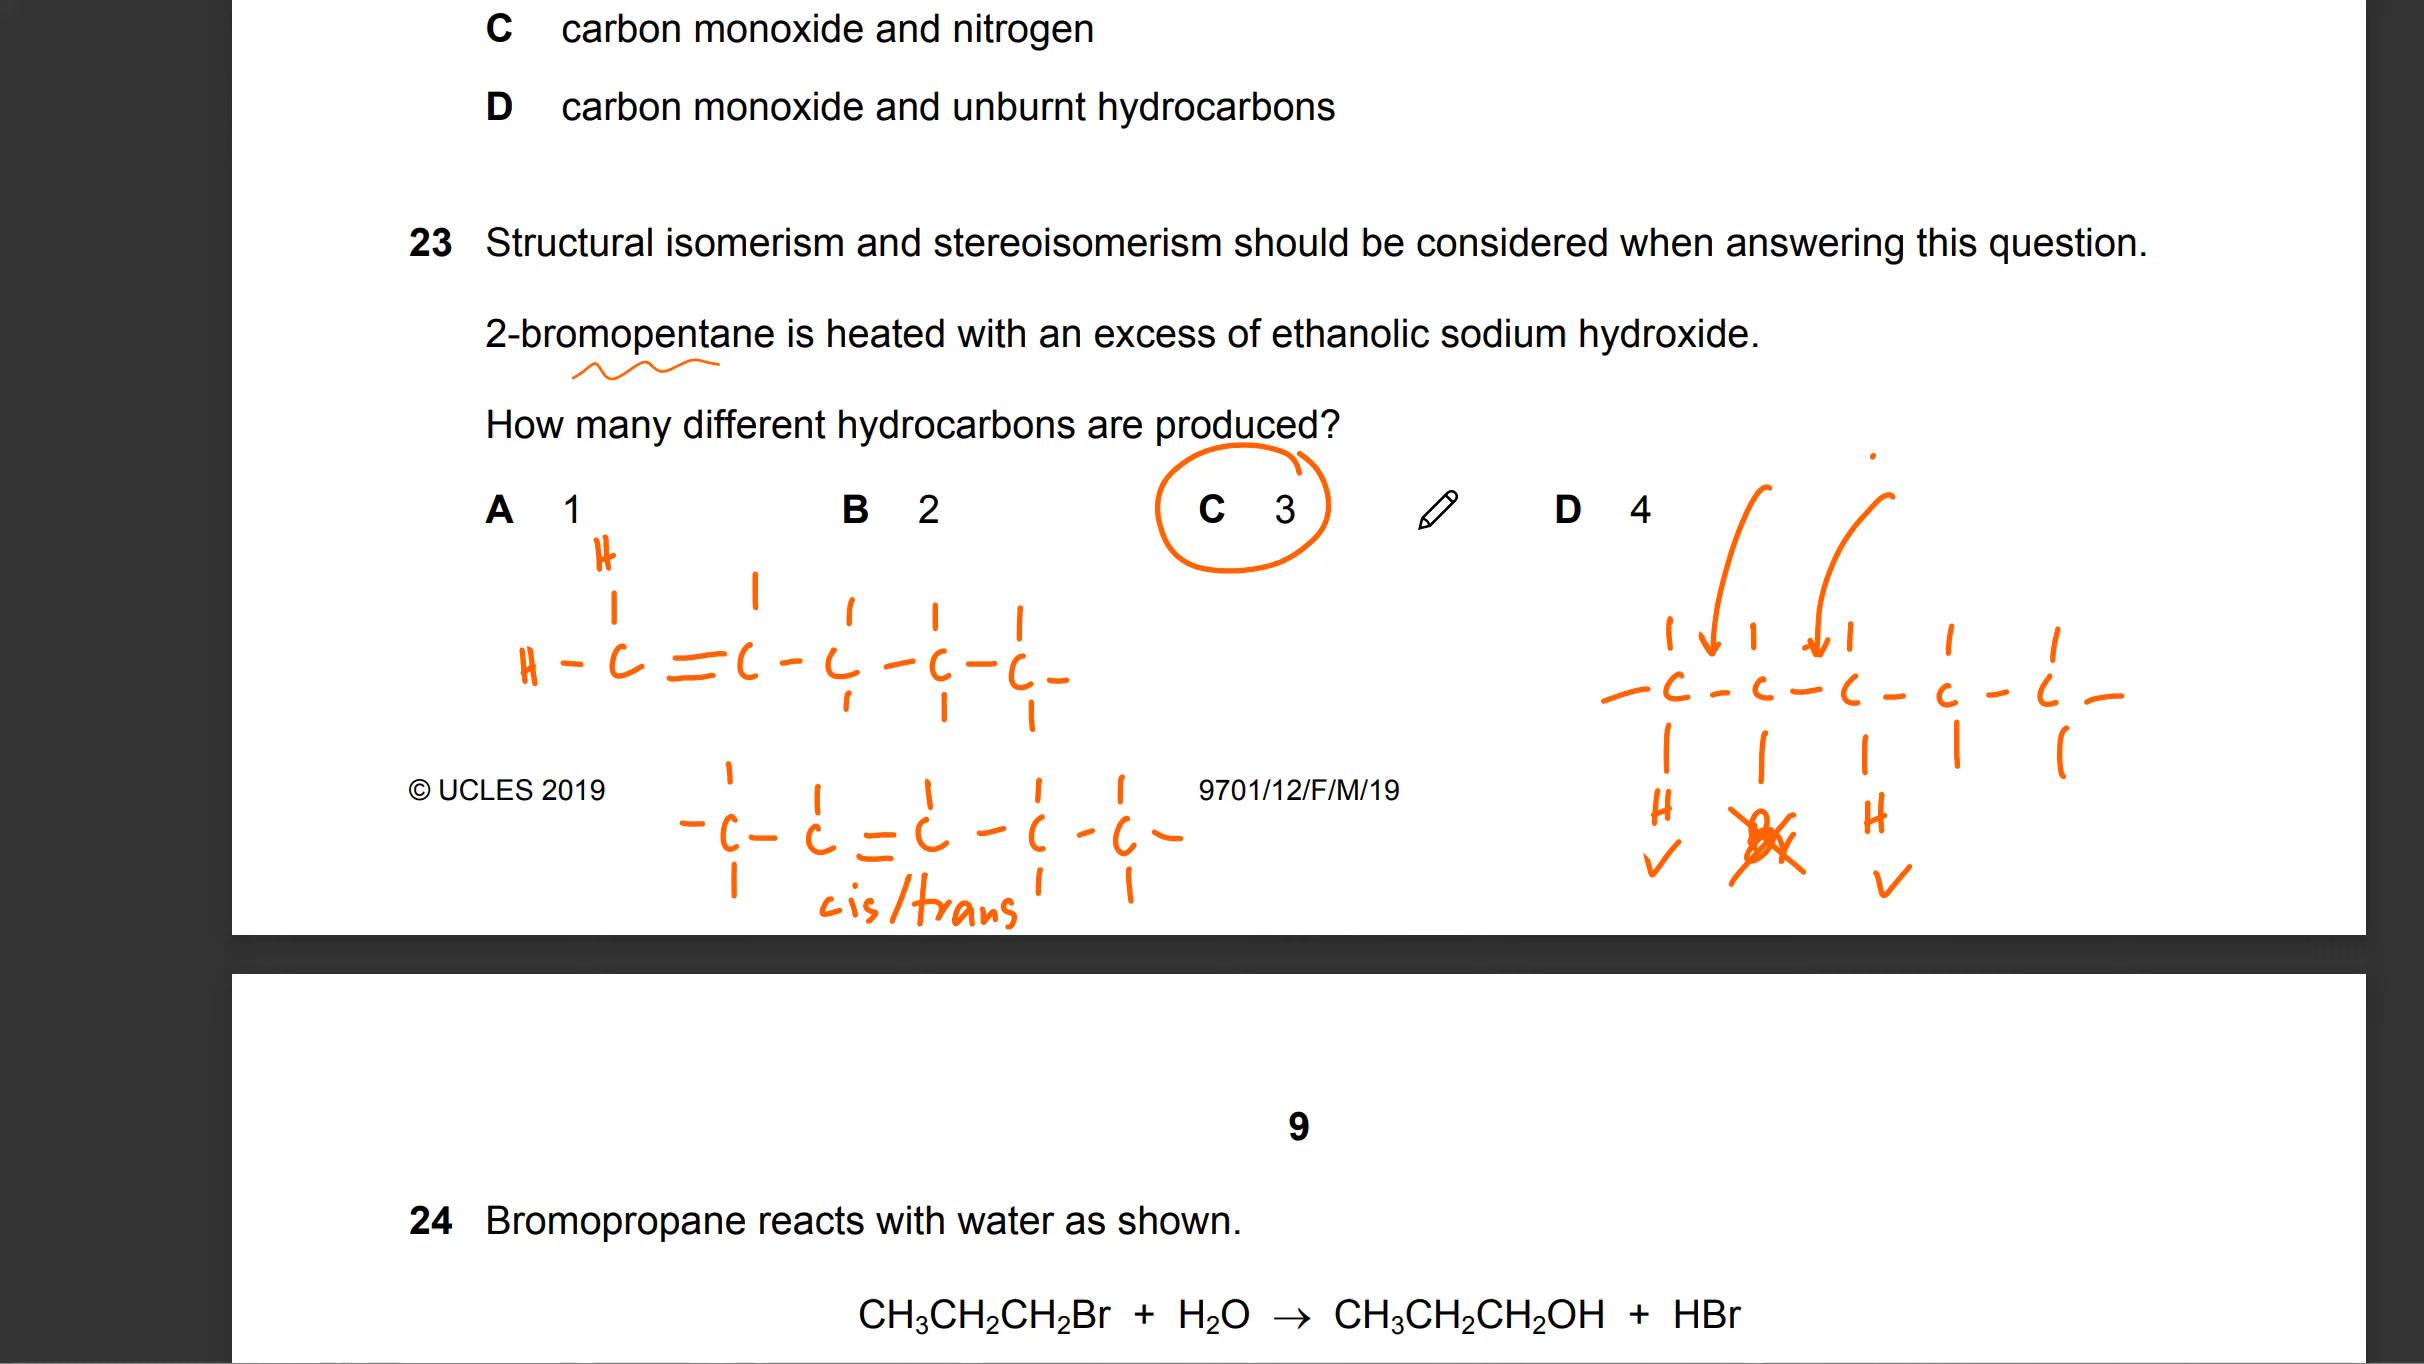 C carbon monoxide and nitrogen
D carbon monoxide and unburnt hydrocarbons
23 Structural isomerism and stereoisomerism should be considered when answering this question.
2-bromopentane is heated with an excess of ethanolic sodium hydroxide.
How many different hydrocarbons are produced?
A 1 B 2 C 3 D 4
H
H - C = C - C - C - C -
- C - C - C - C - C -
H Br H
- C - C = C - C - C -
cis/trans
© UCLES 2019 9701/12/F/M/19
9
24 Bromopropane reacts with water as shown.
CH₃CH₂CH₂Br + H₂O → CH₃CH₂CH₂OH + HBr